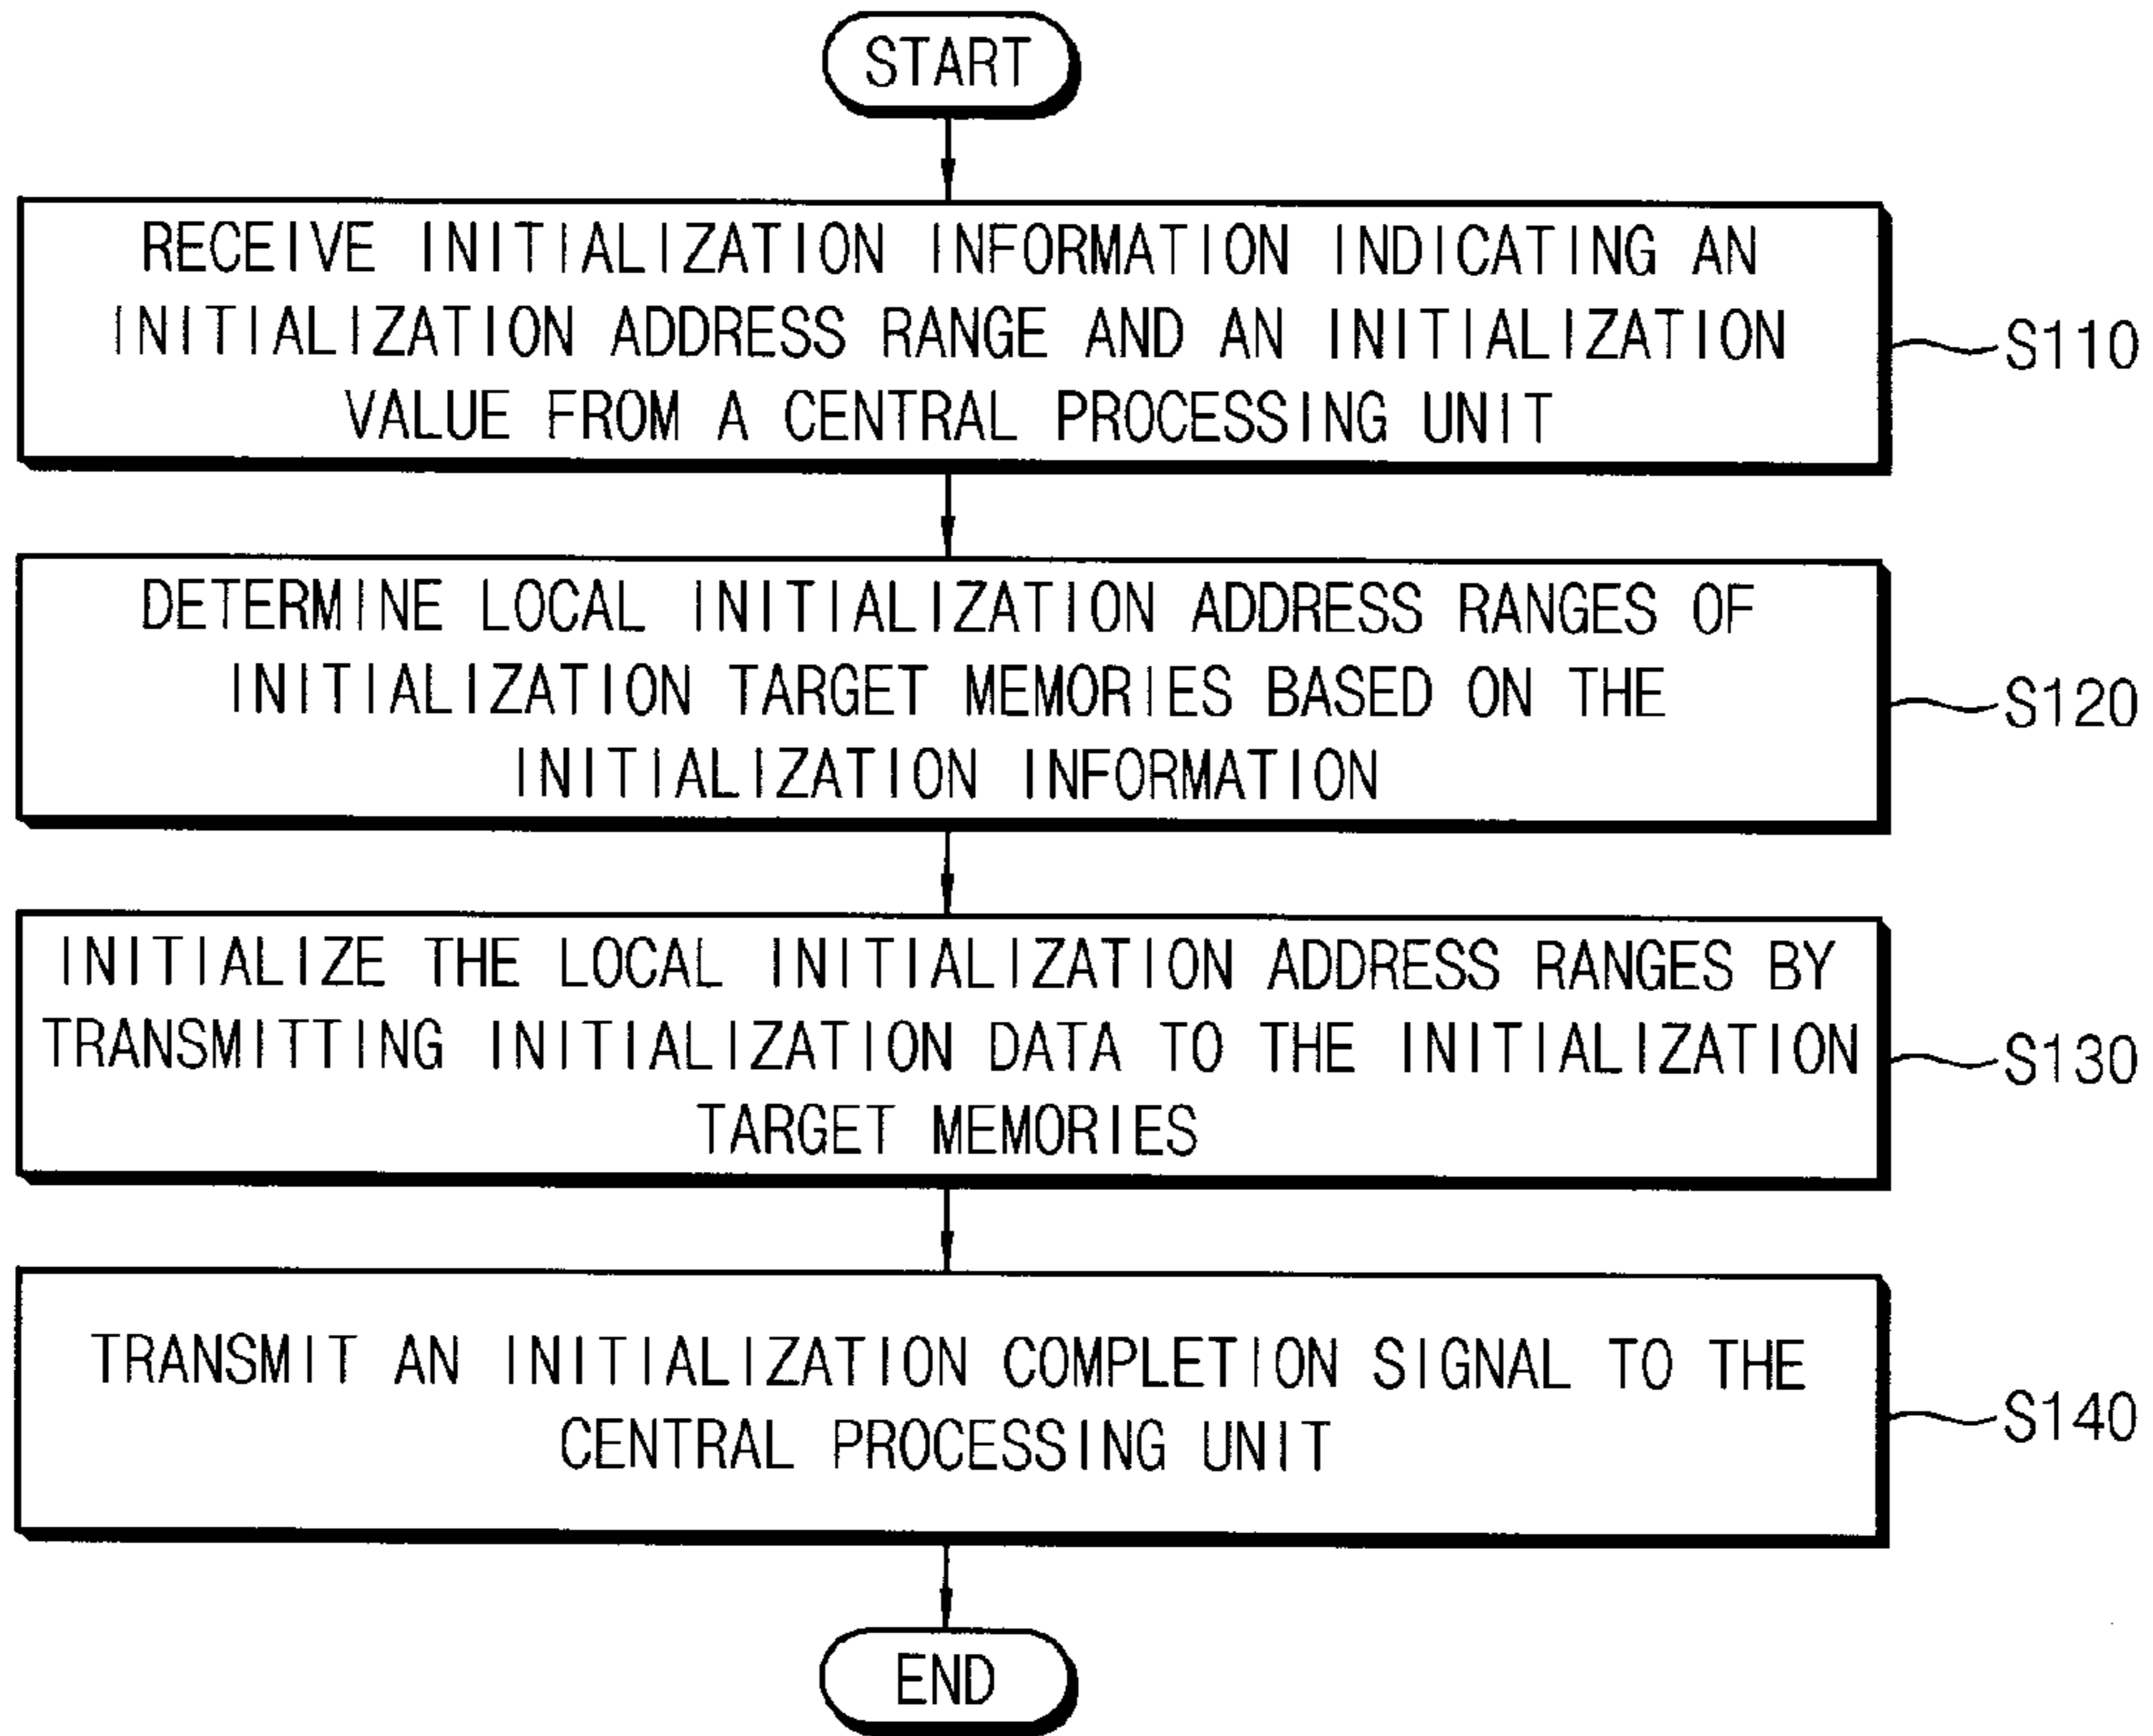 START
RECEIVE INITIALIZATION INFORMATION INDICATING AN
INITIALIZATION ADDRESS RANGE AND AN INITIALIZATION
VALUE FROM A CENTRAL PROCESSING UNIT
S110
DETERMINE LOCAL INITIALIZATION ADDRESS RANGES OF
INITIALIZATION TARGET MEMORIES BASED ON THE
INITIALIZATION INFORMATION
S120
INITIALIZE THE LOCAL INITIALIZATION ADDRESS RANGES BY
TRANSMITTING INITIALIZATION DATA TO THE INITIALIZATION
TARGET MEMORIES
S130
TRANSMIT AN INITIALIZATION COMPLETION SIGNAL TO THE
CENTRAL PROCESSING UNIT
S140
END